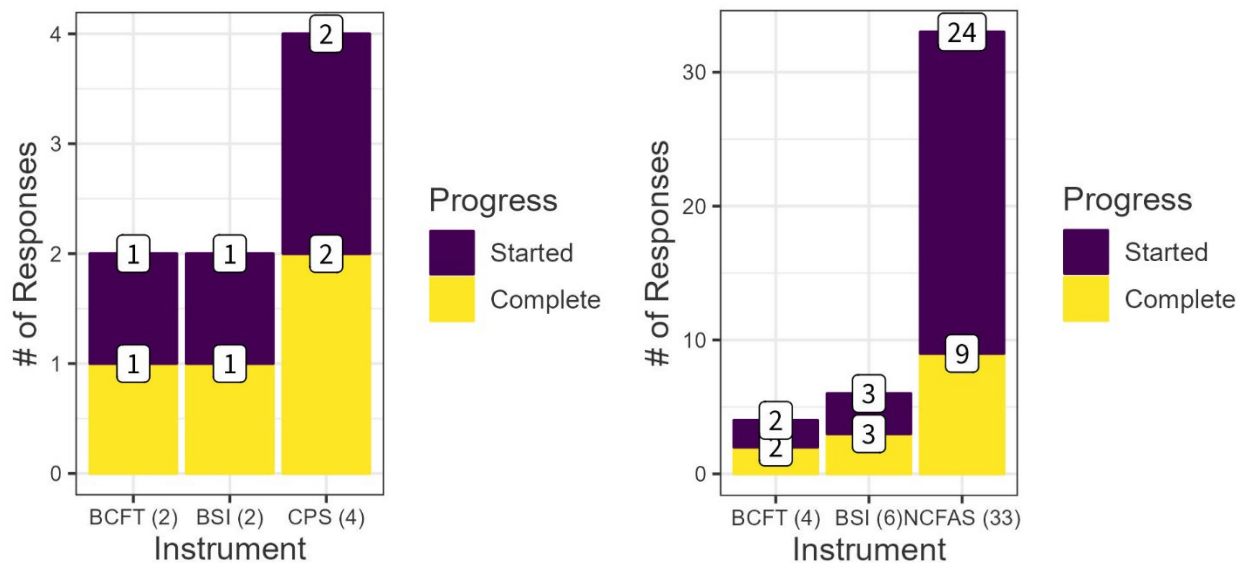 4
3
2
1
0
# of Responses
2
2
1
1
1
1
BCFT (2) BSI (2) CPS (4)
Instrument
Progress
Started
Complete
30
20
10
0
# of Responses
24
9
3
3
2
2
BCFT (4) BSI (6) NCFAS (33)
Instrument
Progress
Started
Complete